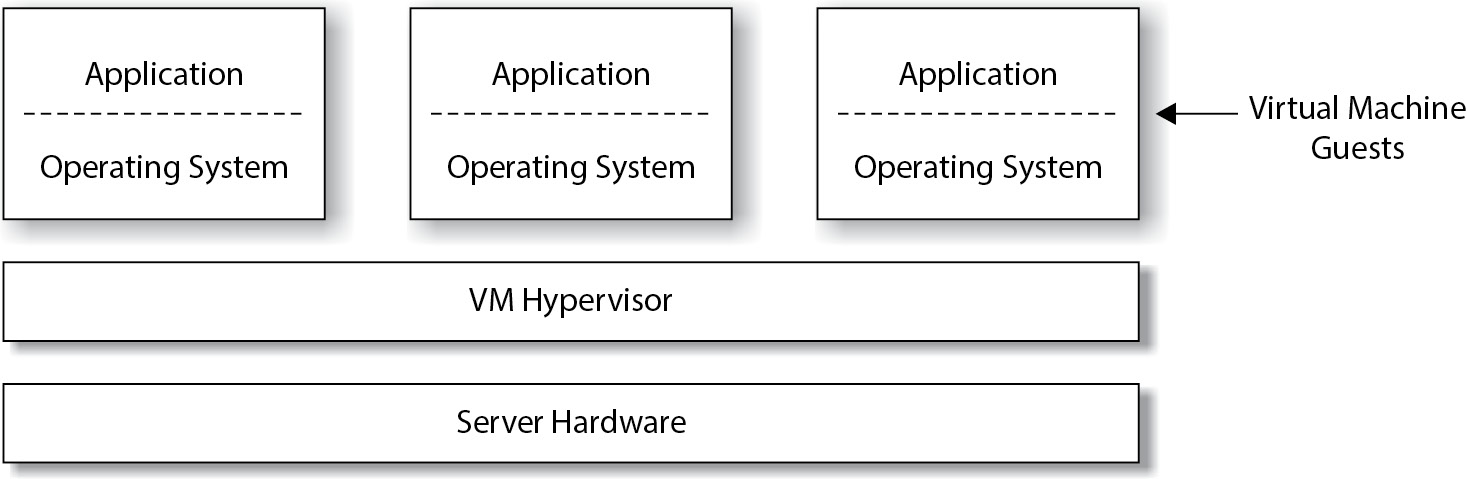 Application
Operating System
Application
Operating System
Application
Operating System
Virtual Machine
Guests
VM Hypervisor
Server Hardware